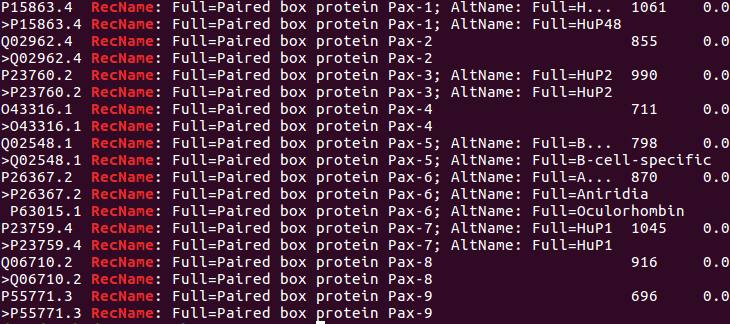 P15863.4 RecName: Full=Paired box protein Pax-1; AltName: Full=H... 1061 0.0
>P15863.4 RecName: Full=Paired box protein Pax-1; AltName: Full=HuP48
Q02962.4 RecName: Full=Paired box protein Pax-2 855 0.0
>Q02962.4 RecName: Full=Paired box protein Pax-2
P23760.2 RecName: Full=Paired box protein Pax-3; AltName: Full=HuP2 990 0.0
>P23760.2 RecName: Full=Paired box protein Pax-3; AltName: Full=HuP2
O43316.1 RecName: Full=Paired box protein Pax-4 711 0.0
>O43316.1 RecName: Full=Paired box protein Pax-4
Q02548.1 RecName: Full=Paired box protein Pax-5; AltName: Full=B... 798 0.0
>Q02548.1 RecName: Full=Paired box protein Pax-5; AltName: Full=B-cell-specific
P26367.2 RecName: Full=Paired box protein Pax-6; AltName: Full=A... 870 0.0
>P26367.2 RecName: Full=Paired box protein Pax-6; AltName: Full=Aniridia
P63015.1 RecName: Full=Paired box protein Pax-6; AltName: Full=Oculorhombin
P23759.4 RecName: Full=Paired box protein Pax-7; AltName: Full=HuP1 1045 0.0
>P23759.4 RecName: Full=Paired box protein Pax-7; AltName: Full=HuP1
Q06710.2 RecName: Full=Paired box protein Pax-8 916 0.0
>Q06710.2 RecName: Full=Paired box protein Pax-8
P55771.3 RecName: Full=Paired box protein Pax-9 696 0.0
>P55771.3 RecName: Full=Paired box protein Pax-9